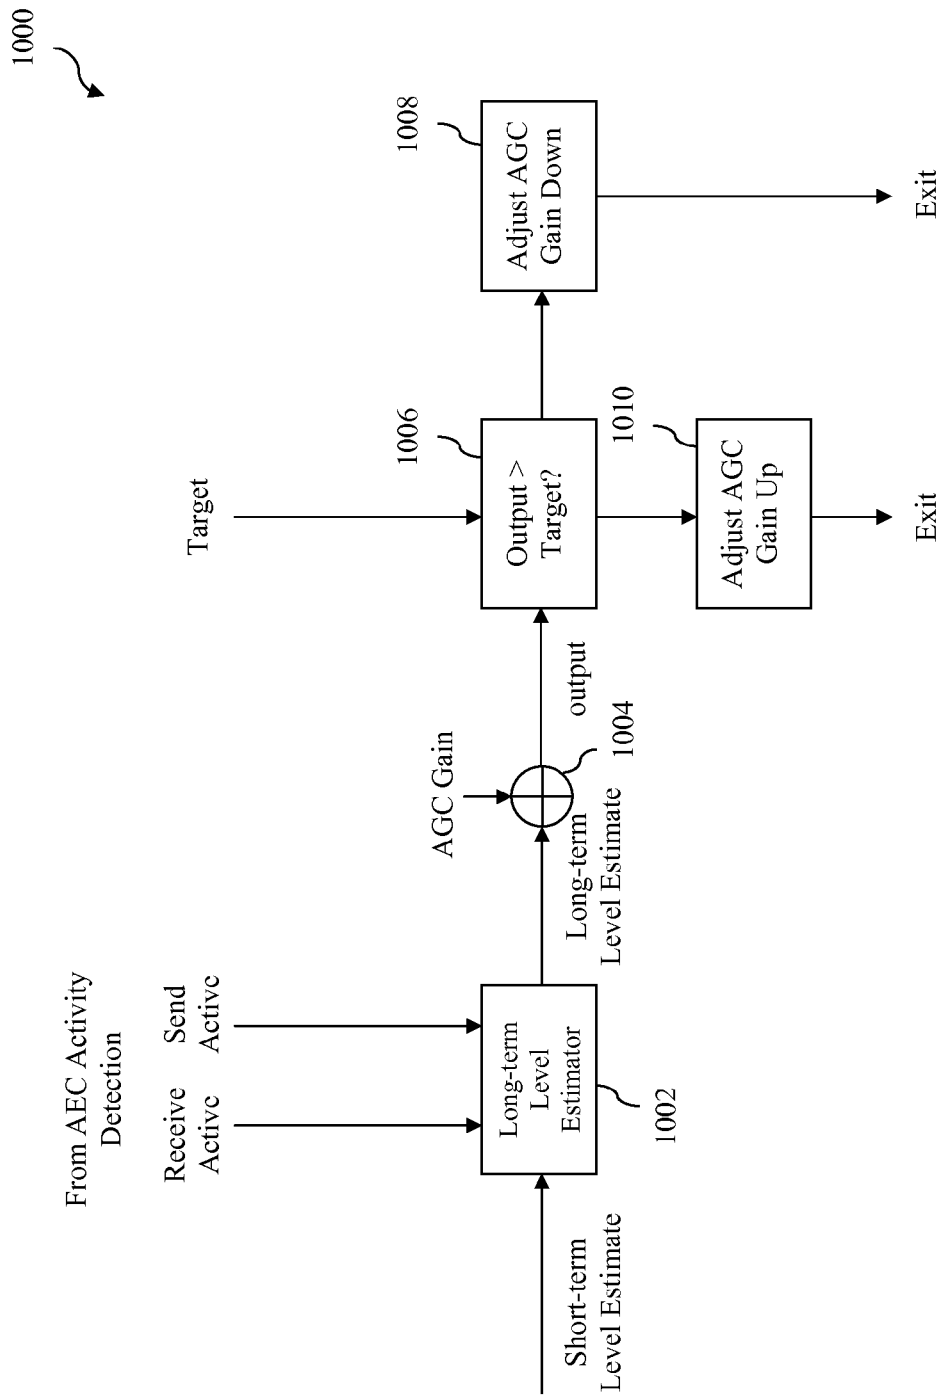 1000
From AEC Activity
Detection
Receive
Active
Send
Active
Target
Short-term
Level Estimate
Long-term
Level
Estimator
1002
Long-term
Level Estimate
AGC Gain
1004
output
Output >
Target?
1006
Adjust AGC
Gain Down
1008
Adjust AGC
Gain Up
1010
Exit
Exit